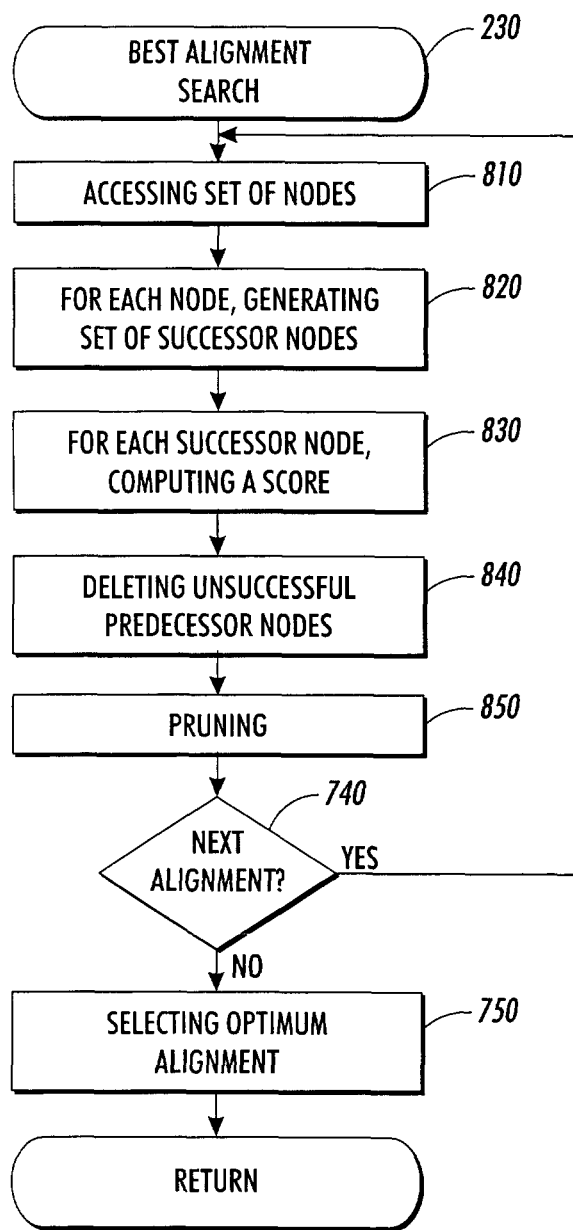 BEST ALIGNMENT
SEARCH
230
ACCESSING SET OF NODES
810
FOR EACH NODE, GENERATING
SET OF SUCCESSOR NODES
820
FOR EACH SUCCESSOR NODE,
COMPUTING A SCORE
830
DELETING UNSUCCESSFUL
PREDECESSOR NODES
840
PRUNING
850
NEXT
ALIGNMENT?
740
YES
NO
SELECTING OPTIMUM
ALIGNMENT
750
RETURN